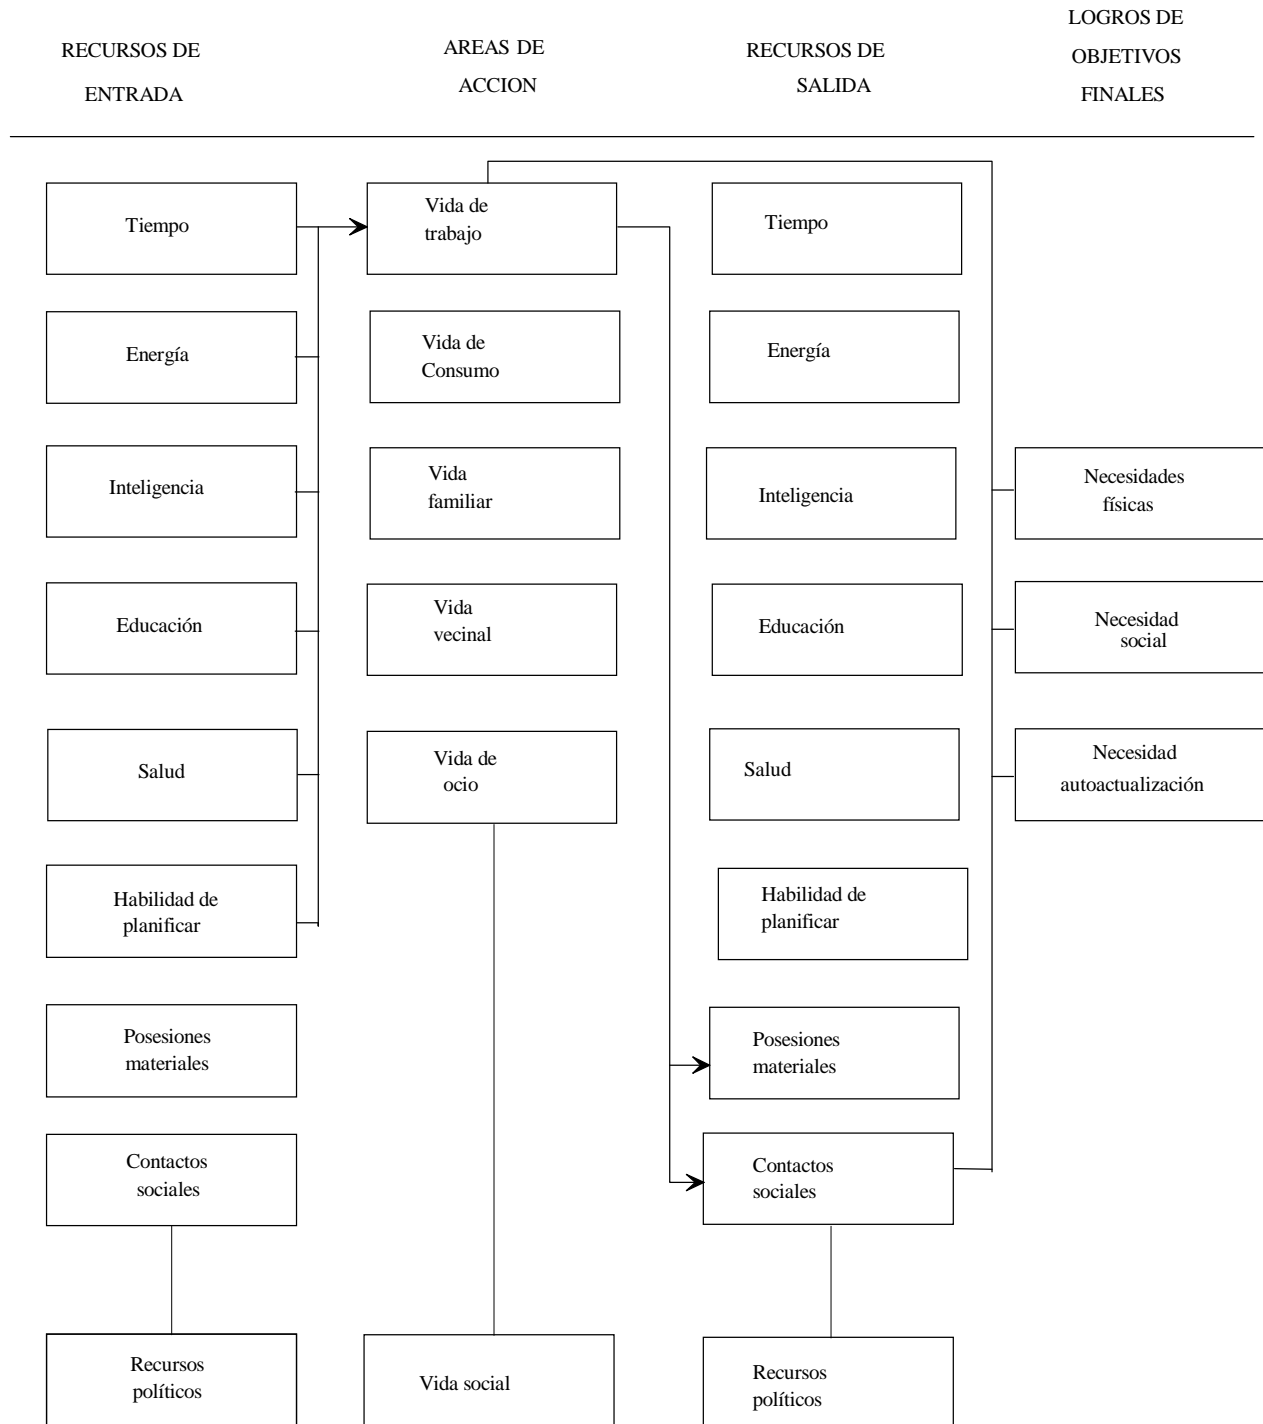 RECURSOS DE
ENTRADA
AREAS DE
ACCION
RECURSOS DE
SALIDA
LOGROS DE
OBJETIVOS
FINALES
Tiempo
Vida de
trabajo
Tiempo
Energía
Vida de
Consumo
Energía
Inteligencia
Vida
familiar
Inteligencia
Necesidades
físicas
Educación
Vida
vecinal
Educación
Necesidad
social
Salud
Vida de
ocio
Salud
Necesidad
autoactualización
Habilidad de
planificar
Habilidad de
planificar
Posesiones
materiales
Posesiones
materiales
Contactos
sociales
Contactos
sociales
Recursos
políticos
Vida social
Recursos
políticos